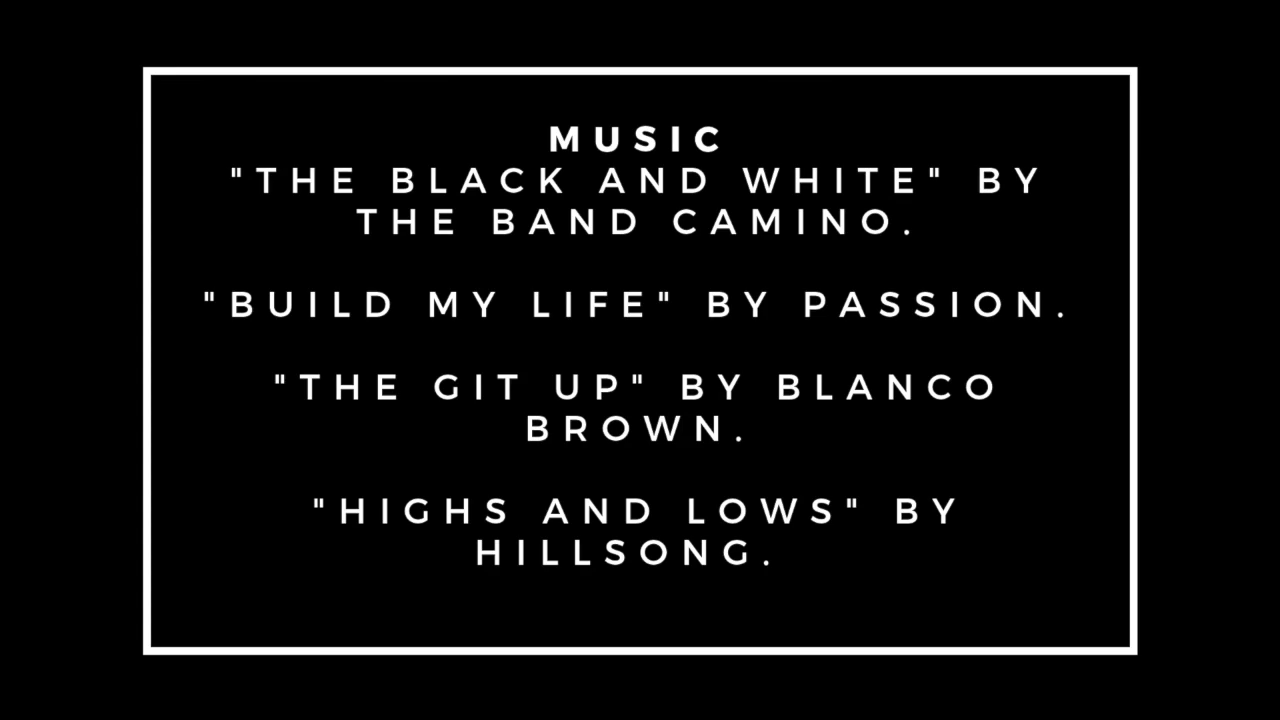 MUSIC
"THE BLACK AND WHITE" BY
THE BAND CAMINO.
"BUILD MY LIFE" BY PASSION.
"THE GIT UP" BY BLANCO
BROWN.
"HIGHS AND LOWS" BY
HILLSONG.